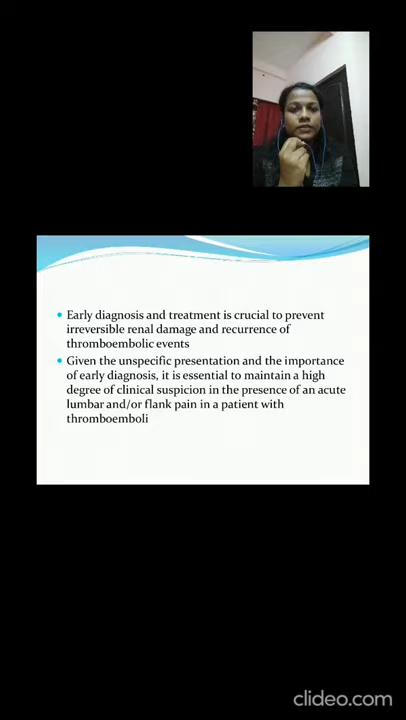 Early diagnosis and treatment is crucial to prevent
irreversible renal damage and recurrence of
thromboembolic events
Given the unspecific presentation and the importance
of early diagnosis, it is essential to maintain a high
degree of clinical suspicion in the presence of an acute
lumbar and/or flank pain in a patient with
thromboemboli
clideo.com